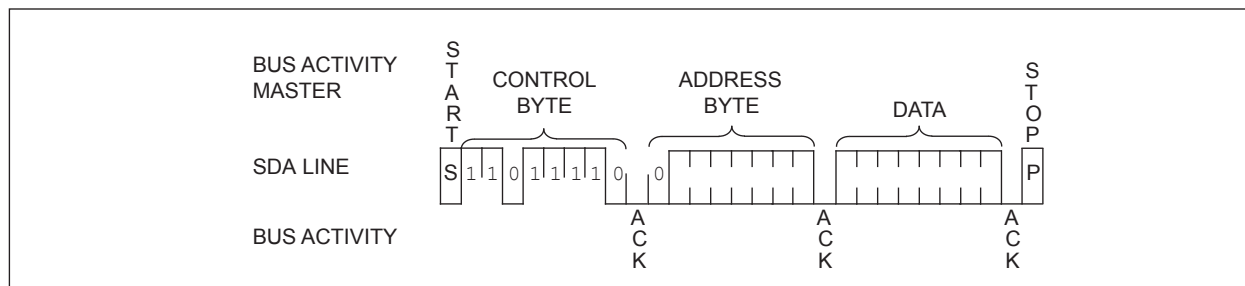 BUS ACTIVITY
MASTER
START
CONTROL
BYTE
ADDRESS
BYTE
DATA
STOP
SDA LINE
S 1 1 0 1 1 1 1 0 0 P
BUS ACTIVITY
ACK
ACK
ACK